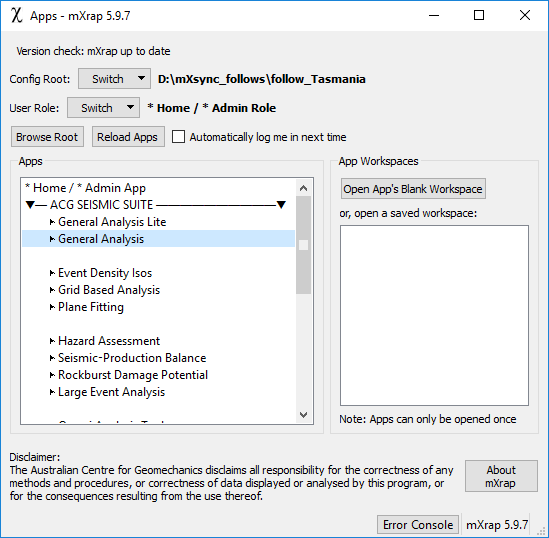 χ Apps - mXrap 5.9.7
Version check: mXrap up to date
Config Root: Switch D:\mXsync_follows\follow_Tasmania
User Role: Switch * Home / * Admin Role
Browse Root Reload Apps Automatically log me in next time
Apps
* Home / * Admin App
▼— ACG SEISMIC SUITE ——————————▼
General Analysis Lite
General Analysis
Event Density Isos
Grid Based Analysis
Plane Fitting
Hazard Assessment
Seismic-Production Balance
Rockburst Damage Potential
Large Event Analysis
App Workspaces
Open App's Blank Workspace
or, open a saved workspace:
Note: Apps can only be opened once
Disclaimer:
The Australian Centre for Geomechanics disclaims all responsibility for the correctness of any
methods and procedures, or correctness of data displayed or analysed by this program, or
for the consequences resulting from the use thereof.
About
mXrap
Error Console mXrap 5.9.7